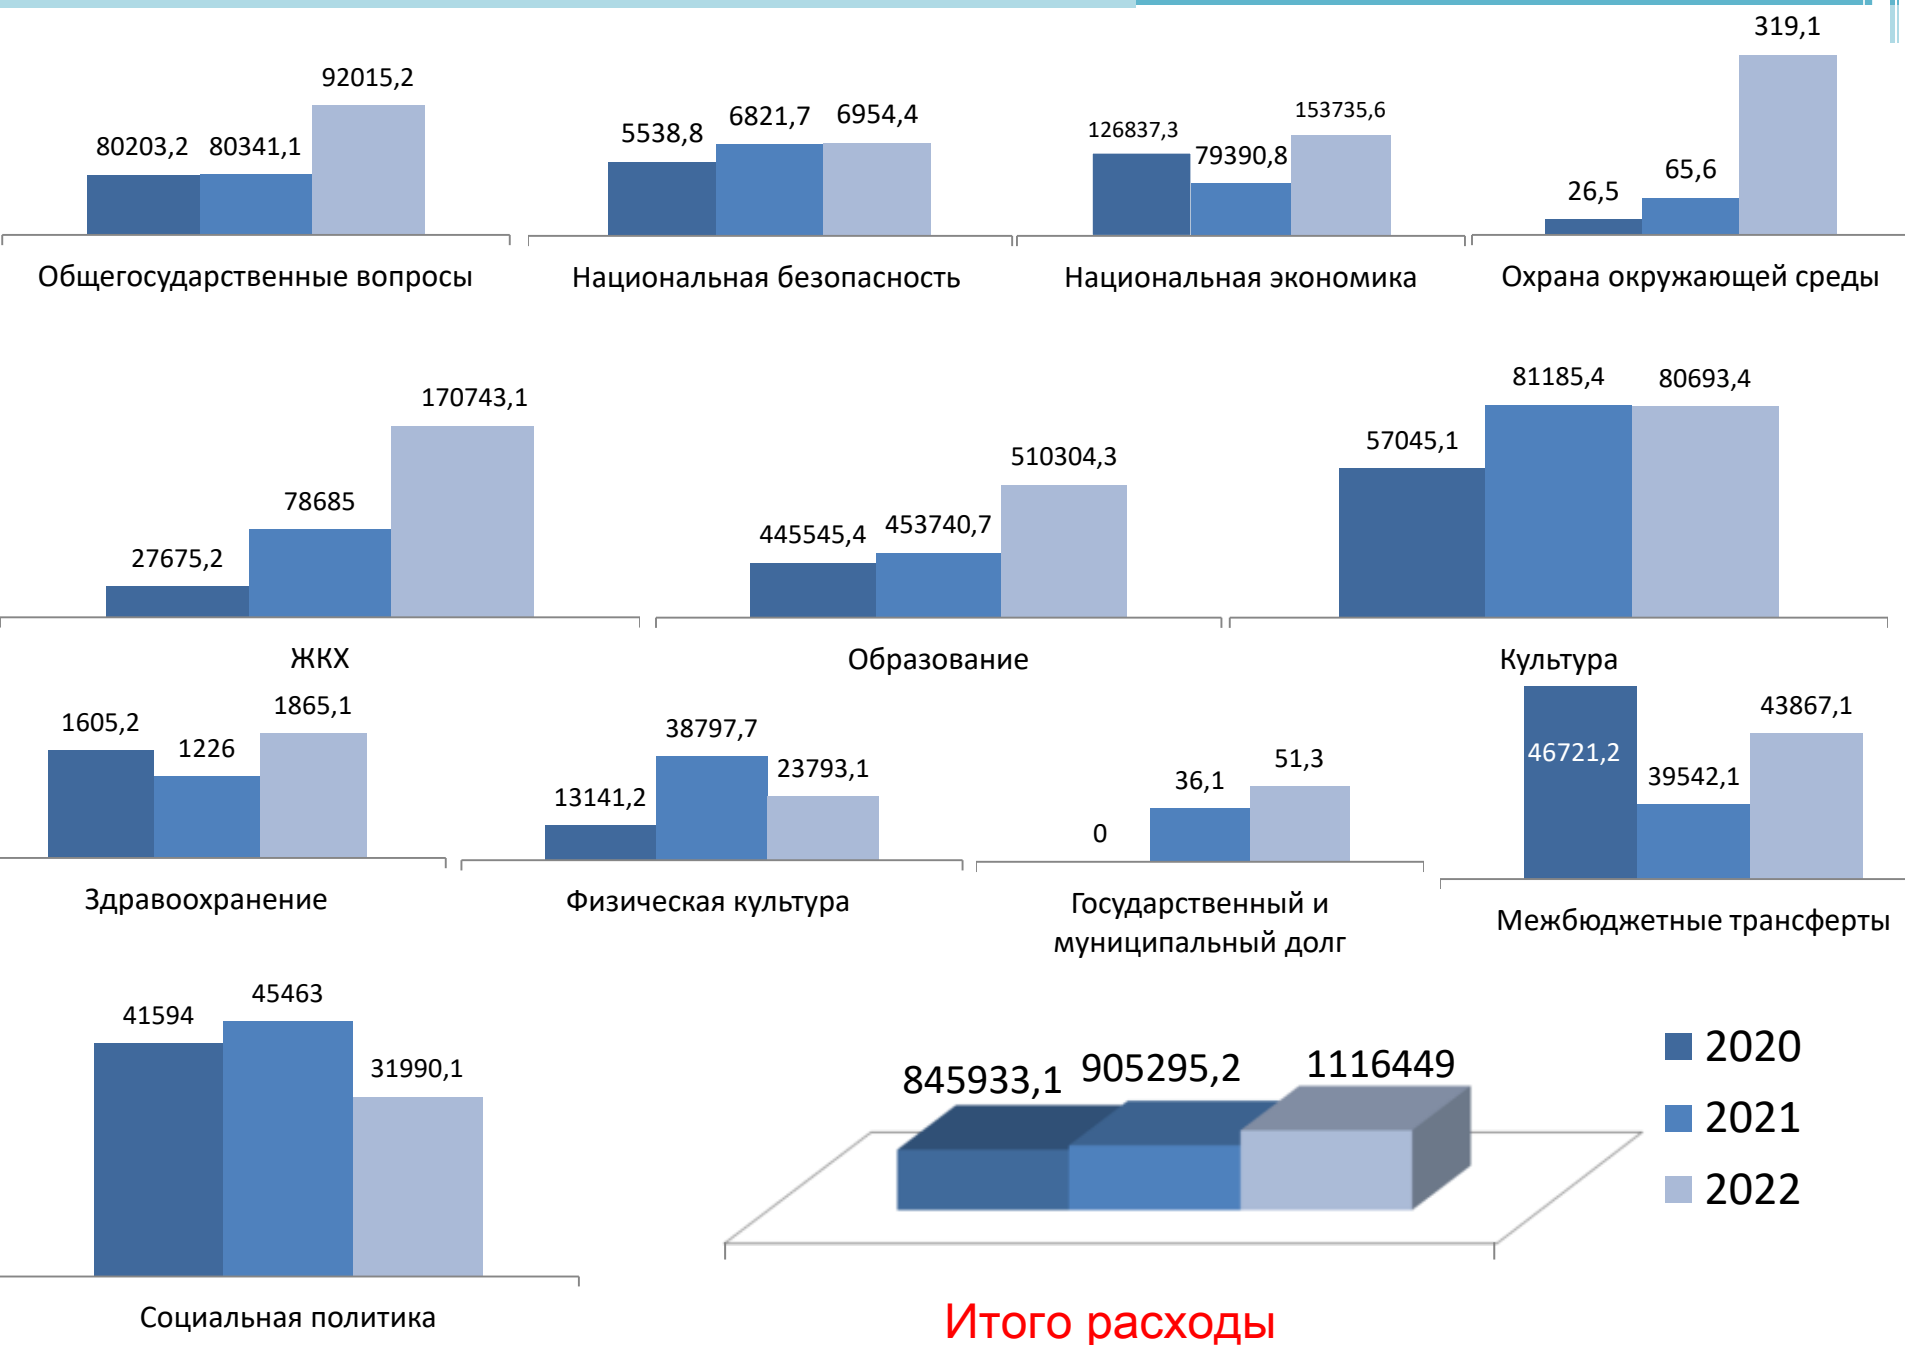 319,1
92015,2
80203,2 80341,1
5538,8 6821,7 6954,4
126837,3 79390,8 153735,6
26,5 65,6
Общегосударственные вопросы
Национальная безопасность
Национальная экономика
Охрана окружающей среды
27675,2 78685 170743,1
445545,4 453740,7 510304,3
57045,1 81185,4 80693,4
ЖКХ
Образование
Культура
1605,2 1226 1865,1
13141,2 38797,7 23793,1
0 36,1 51,3
46721,2 39542,1 43867,1
Здравоохранение
Физическая культура
Государственный и
муниципальный долг
Межбюджетные трансферты
41594 45463 31990,1
Социальная политика
845933,1 905295,2 1116449
Итого расходы
2020
2021
2022